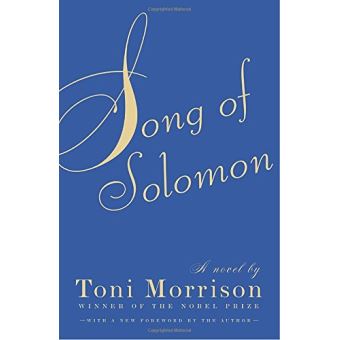 Song of
Solomon
A novel by
Toni Morrison
WINNER OF THE NOBEL PRIZE
—WITH A NEW FOREWORD BY THE AUTHOR—